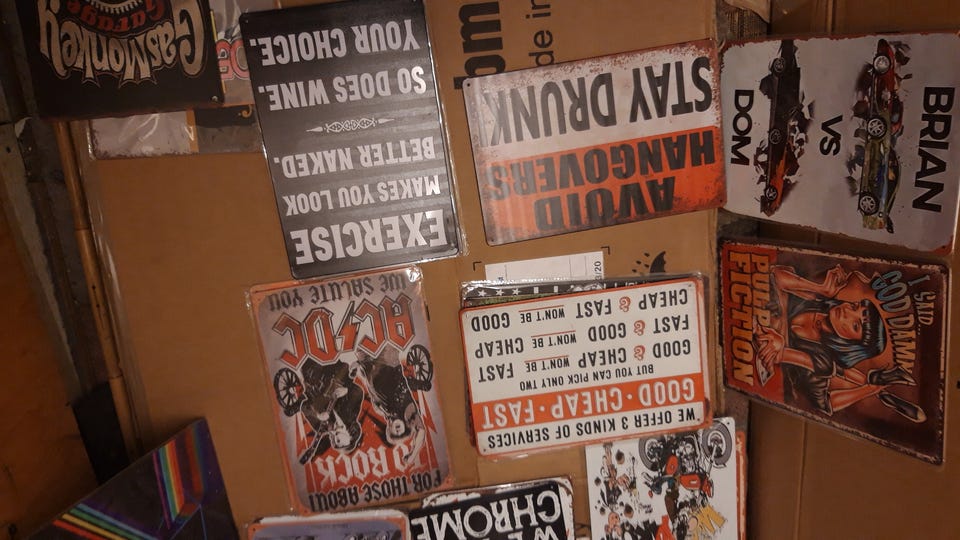 GasMonkey
Garage
EXERCISE
MAKES YOU LOOK
BETTER NAKED.
SO DOES WINE.
YOUR CHOICE.
AVOID
HANGOVERS
STAY DRUNK
BRIAN
VS
DOM
I SAID...
GODDAMN!
PULP
FICTION
"WE OFFER 3 KINDS OF SERVICES
GOOD·CHEAP·FAST
BUT YOU CAN PICK ONLY TWO
GOOD & CHEAP WON'T BE FAST
FAST & GOOD WON'T BE CHEAP
CHEAP & FAST WON'T BE GOOD
FOR THOSE ABOUT
TO ROCK
AC/DC
WE SALUTE YOU
CHROME